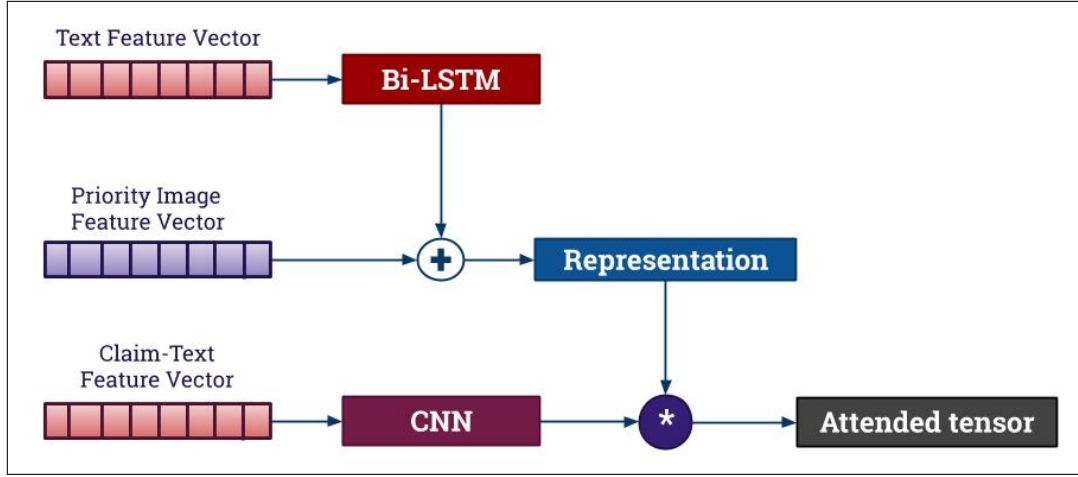 Text Feature Vector
Bi-LSTM
Priority Image
Feature Vector
+
Representation
Claim-Text
Feature Vector
CNN
*
Attended tensor